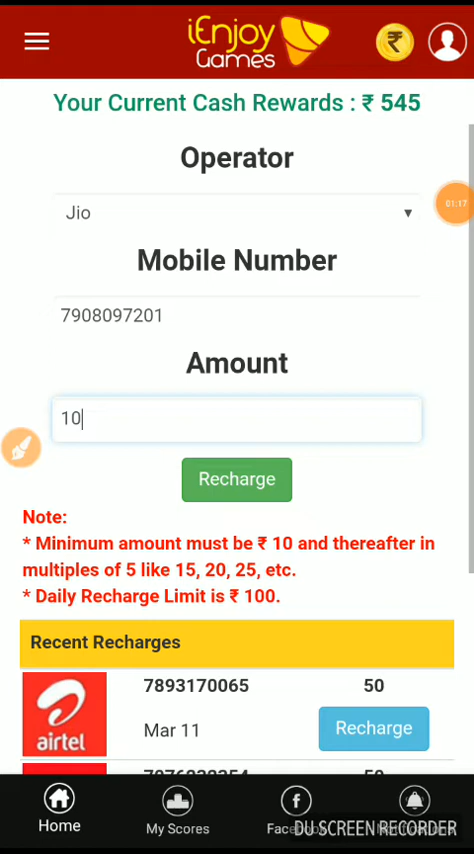 iEnjoy
Games
Your Current Cash Rewards : ₹ 545
Operator
Jio
01:17
Mobile Number
7908097201
Amount
10
Recharge
Note:
* Minimum amount must be ₹ 10 and thereafter in
multiples of 5 like 15, 20, 25, etc.
* Daily Recharge Limit is ₹ 100.
Recent Recharges
7893170065 50
airtel
Mar 11
Recharge
Home
My Scores
DU SCREEN RECORDER